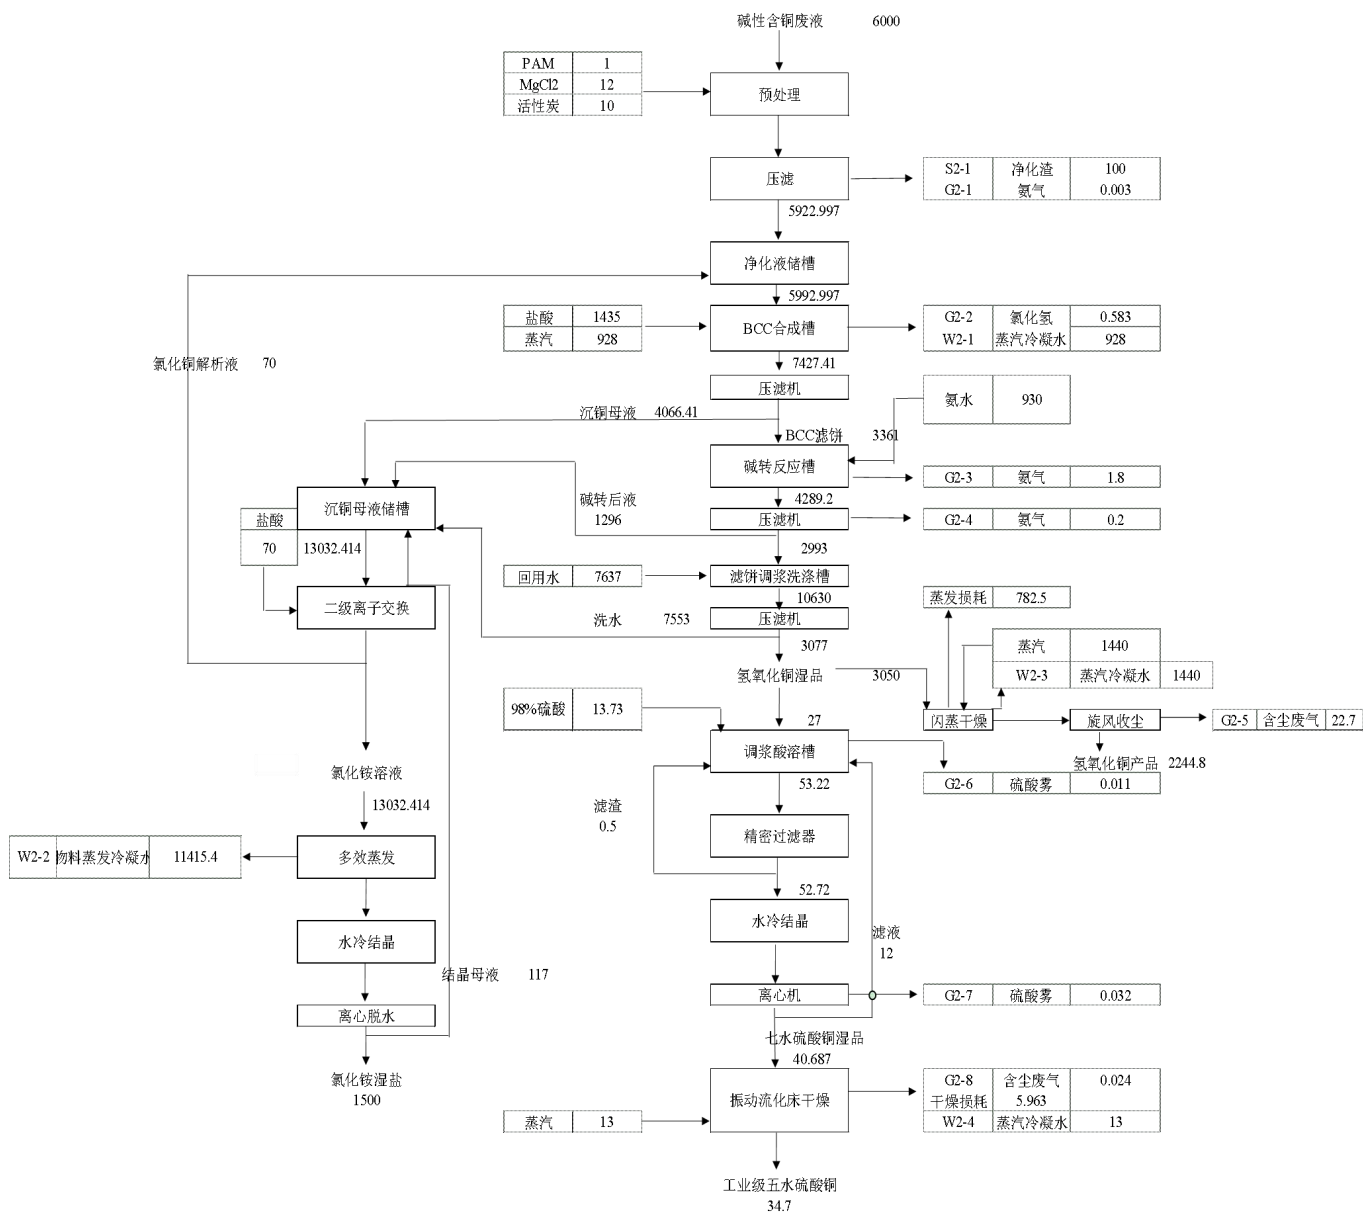 碱性含铜废液 6000
PAM 1
MgCl2 12
活性炭 10
预处理
压滤
S2-1 净化渣 100
G2-1 氨气 0.003
5922.997
净化液储槽
5992.997
盐酸 1435
蒸汽 928
BCC合成槽
G2-2 氯化氢 0.583
W2-1 蒸汽冷凝水 928
7427.41
氯化铜解析液 70
压滤机
氨水 930
沉铜母液 4066.41
BCC滤饼 3361
碱转反应槽
G2-3 氨气 1.8
4289.2
碱转后液
1296
沉铜母液储槽
压滤机
G2-4 氨气 0.2
盐酸
70
13032.414
2993
回用水 7637
滤饼调浆洗涤槽
10630
二级离子交换
洗水 7553
压滤机
蒸发损耗 782.5
3077
蒸汽 1440
W2-3 蒸汽冷凝水 1440
氢氧化铜湿品
3050
98%硫酸 13.73
27
闪蒸干燥
旋风收尘
G2-5 含尘废气 22.7
调浆酸溶槽
氢氧化铜产品 2244.8
氯化铵溶液
G2-6 硫酸雾 0.011
53.22
13032.414
滤渣
0.5
精密过滤器
W2-2 物料蒸发冷凝水 11415.4
多效蒸发
52.72
水冷结晶
水冷结晶
滤液
12
结晶母液 117
离心机
G2-7 硫酸雾 0.032
离心脱水
七水硫酸铜湿品
40.687
氯化铵湿盐
1500
振动流化床干燥
G2-8 含尘废气 0.024
干燥损耗 5.963
W2-4 蒸汽冷凝水 13
蒸汽 13
工业级五水硫酸铜
34.7